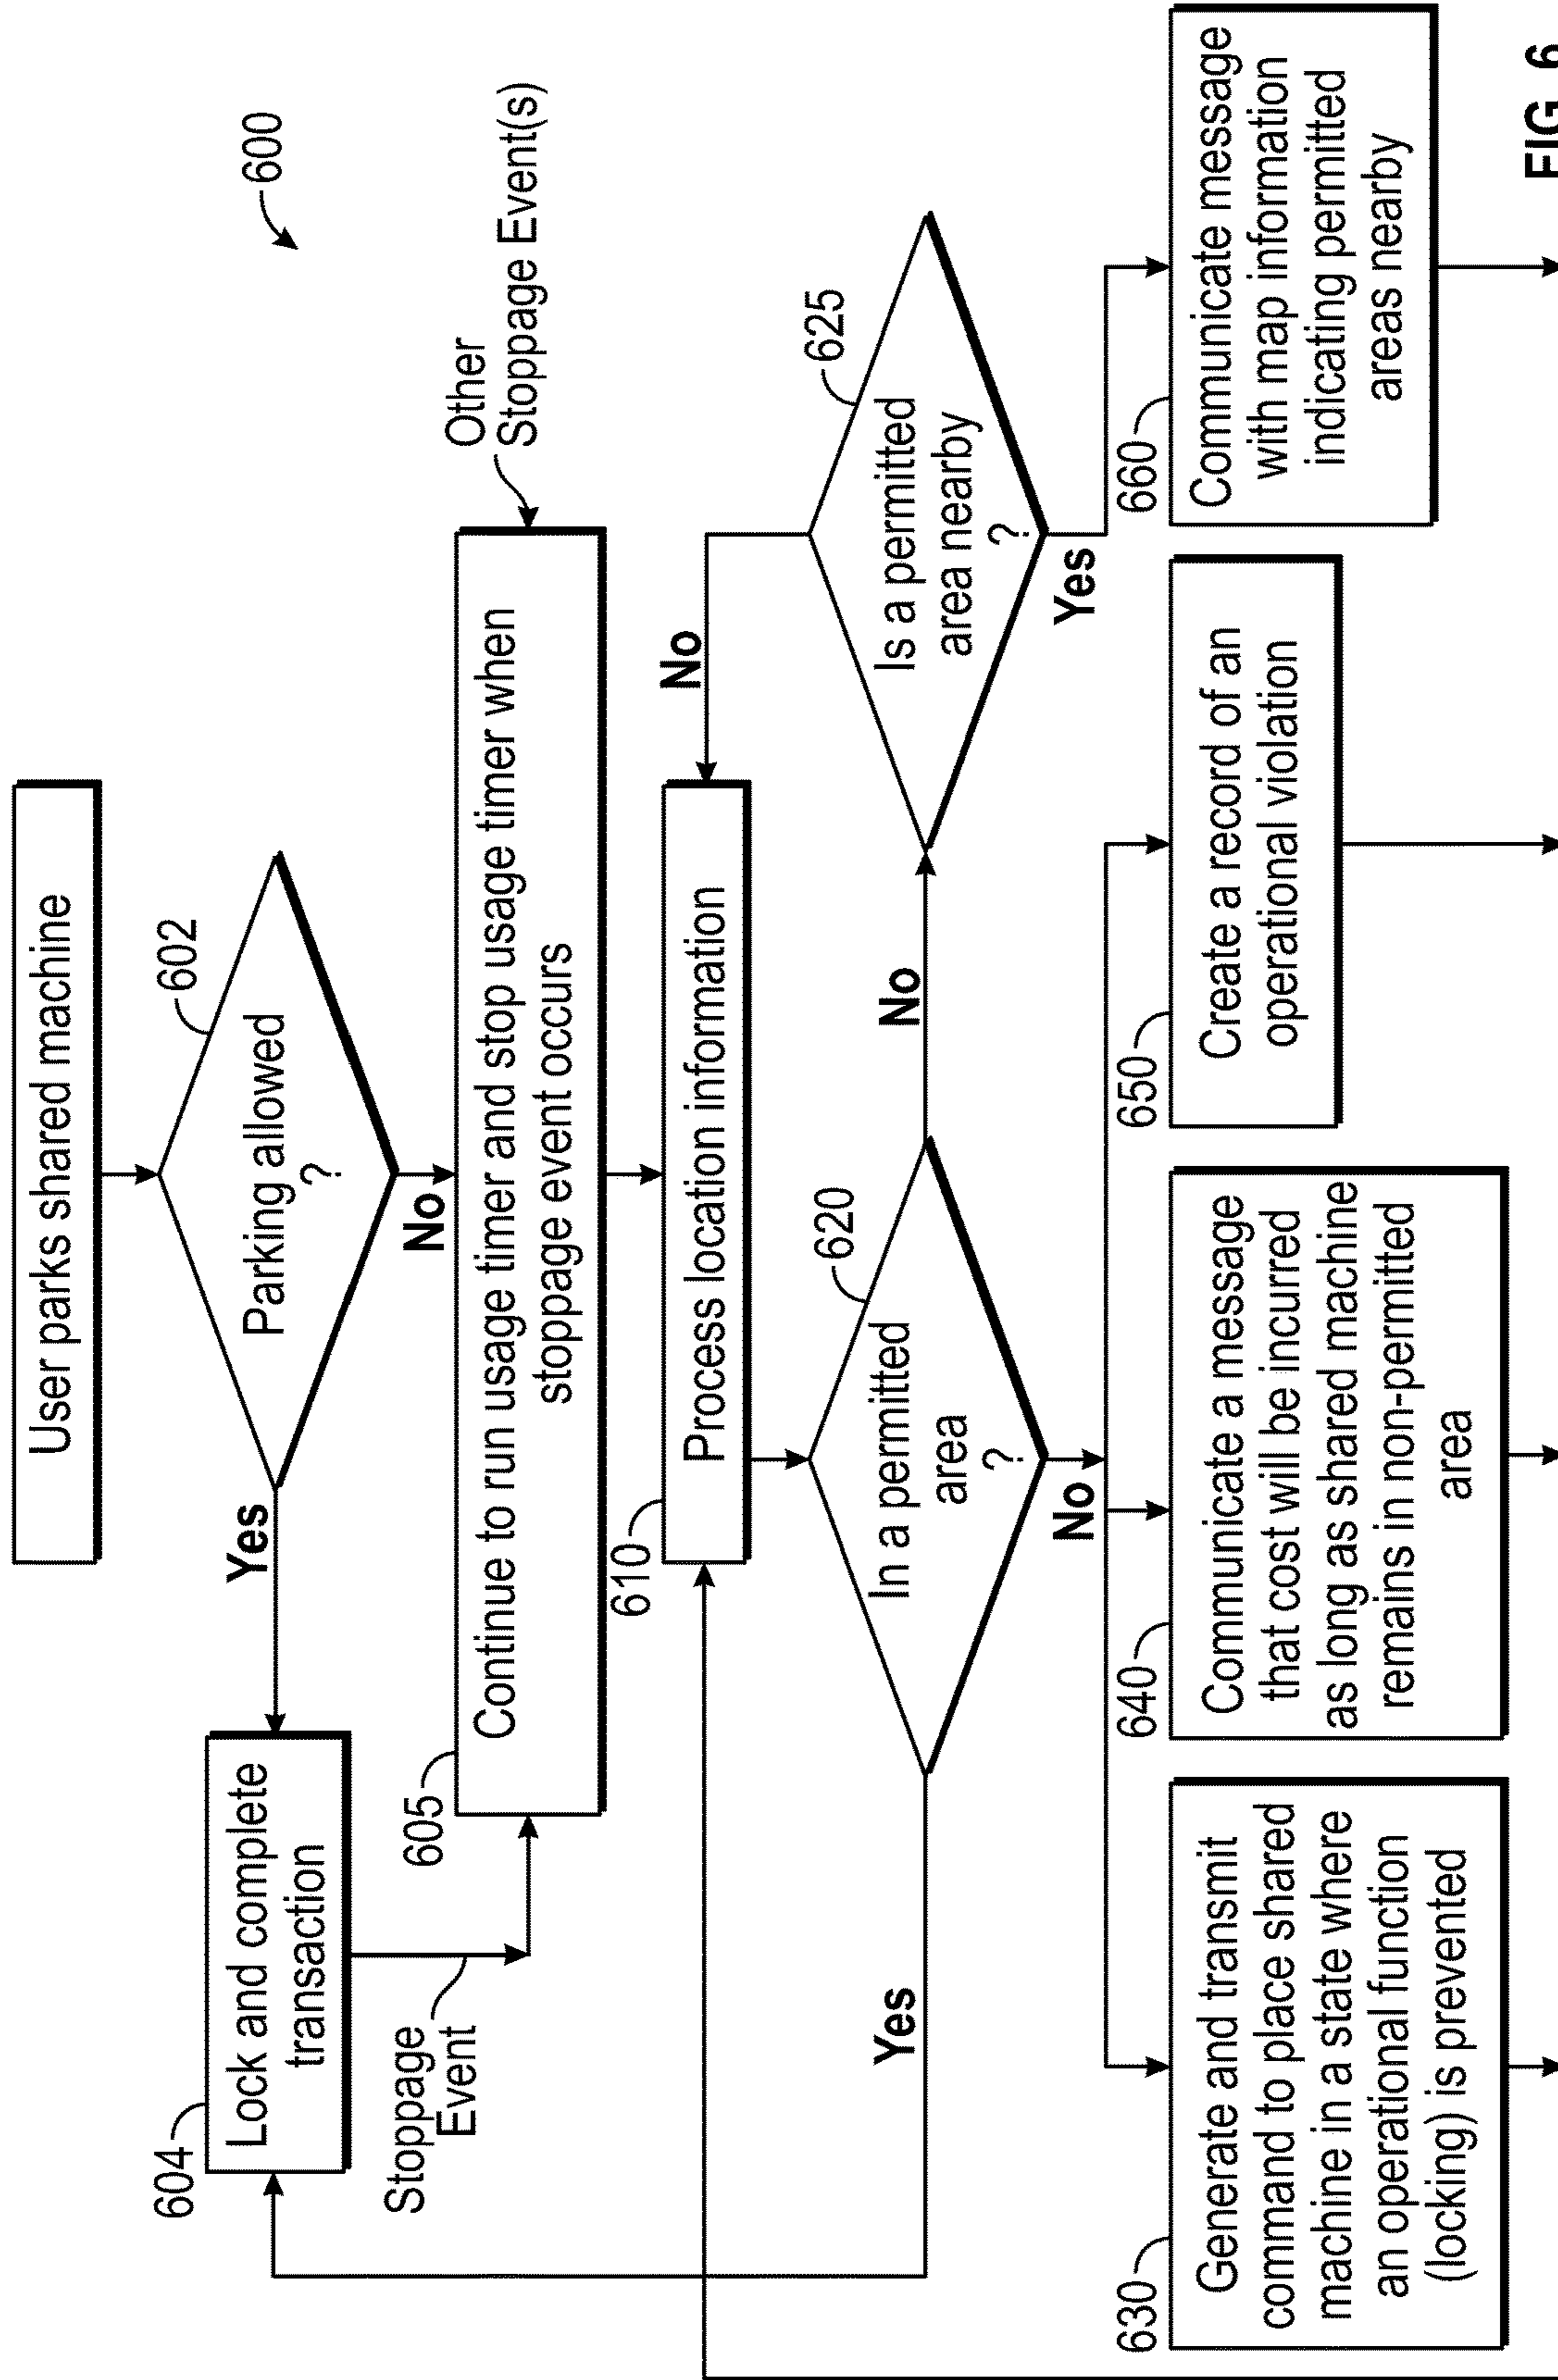 600
User parks shared machine
602
Parking allowed
?
Yes
No
604
Lock and complete
transaction
Stoppage
Event
Other
Stoppage Event(s)
605
Continue to run usage timer and stop usage timer when
stoppage event occurs
610
Process location information
No
620
In a permitted
area
?
Yes
No
No
625
Is a permitted
area nearby
?
Yes
630
Generate and transmit
command to place shared
machine in a state where
an operational function
(locking) is prevented
640
Communicate a message
that cost will be incurred
as long as shared machine
remains in non-permitted
area
650
Create a record of an
operational violation
660
Communicate message
with map information
indicating permitted
areas nearby
FIG. 6